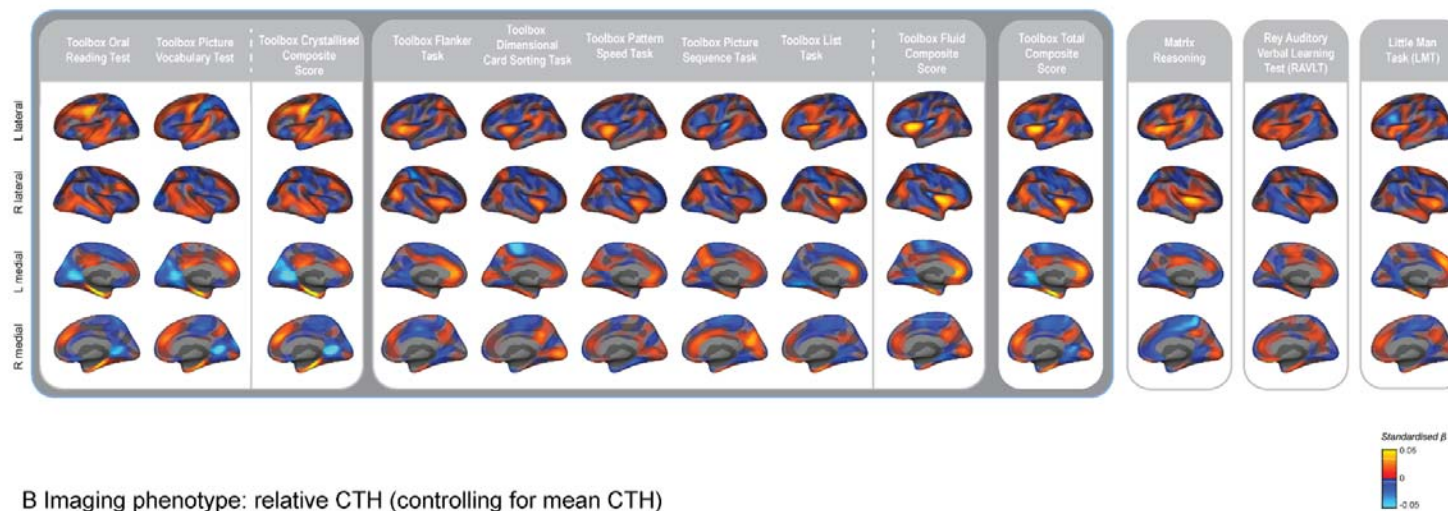 Toolbox Oral
Reading Test
Toolbox Picture
Vocabulary Test
Toolbox Crystallised
Composite
Score
Toolbox Flanker
Task
Toolbox
Dimensional
Card Sorting Task
Toolbox Pattern
Speed Task
Toolbox Picture
Sequence Task
Toolbox List
Task
Toolbox Fluid
Composite
Score
Toolbox Total
Composite
Score
Matrix
Reasoning
Rey Auditory
Verbal Learning
Test (RAVLT)
Little Man
Task (LMT)
L lateral
R lateral
L medial
R medial
Standardised β
0.05
0
-0.05
B Imaging phenotype: relative CTH (controlling for mean CTH)